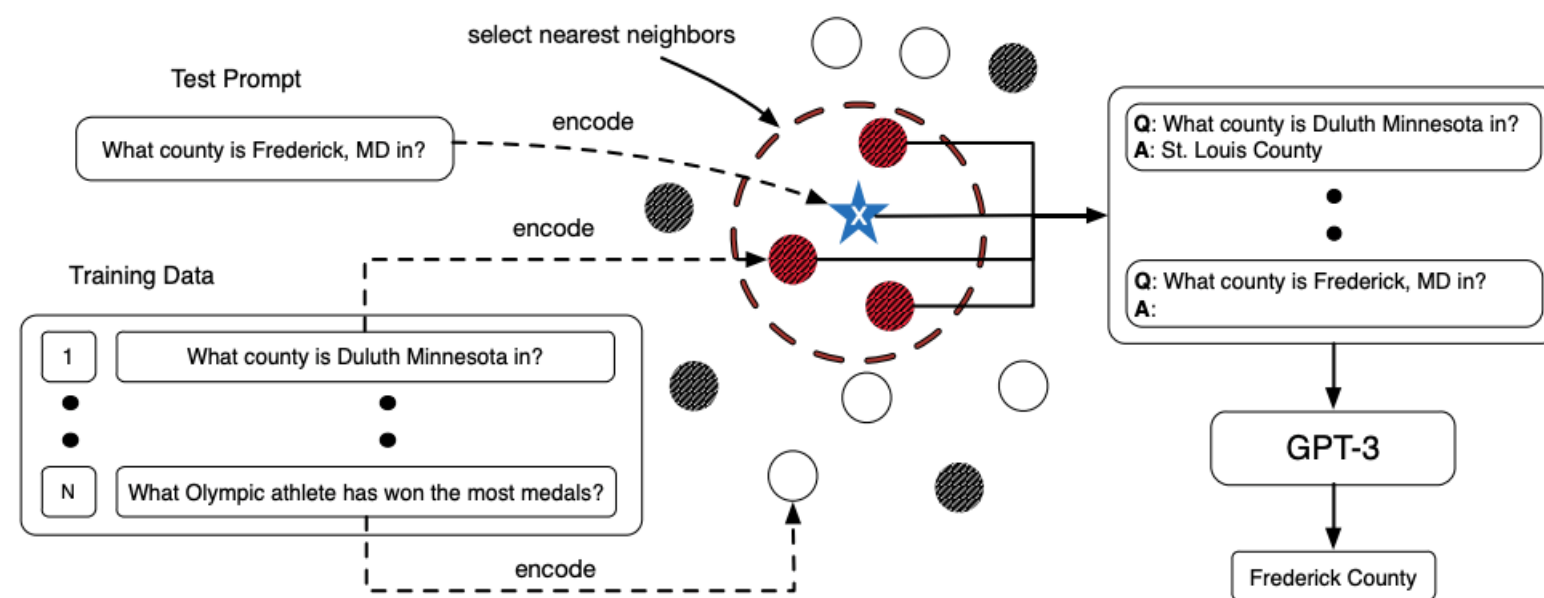 select nearest neighbors
Test Prompt
encode
What county is Frederick, MD in?
X
encode
Training Data
1
What county is Duluth Minnesota in?
N
What Olympic athlete has won the most medals?
encode
Q: What county is Duluth Minnesota in?
A: St. Louis County
Q: What county is Frederick, MD in?
A:
GPT-3
Frederick County